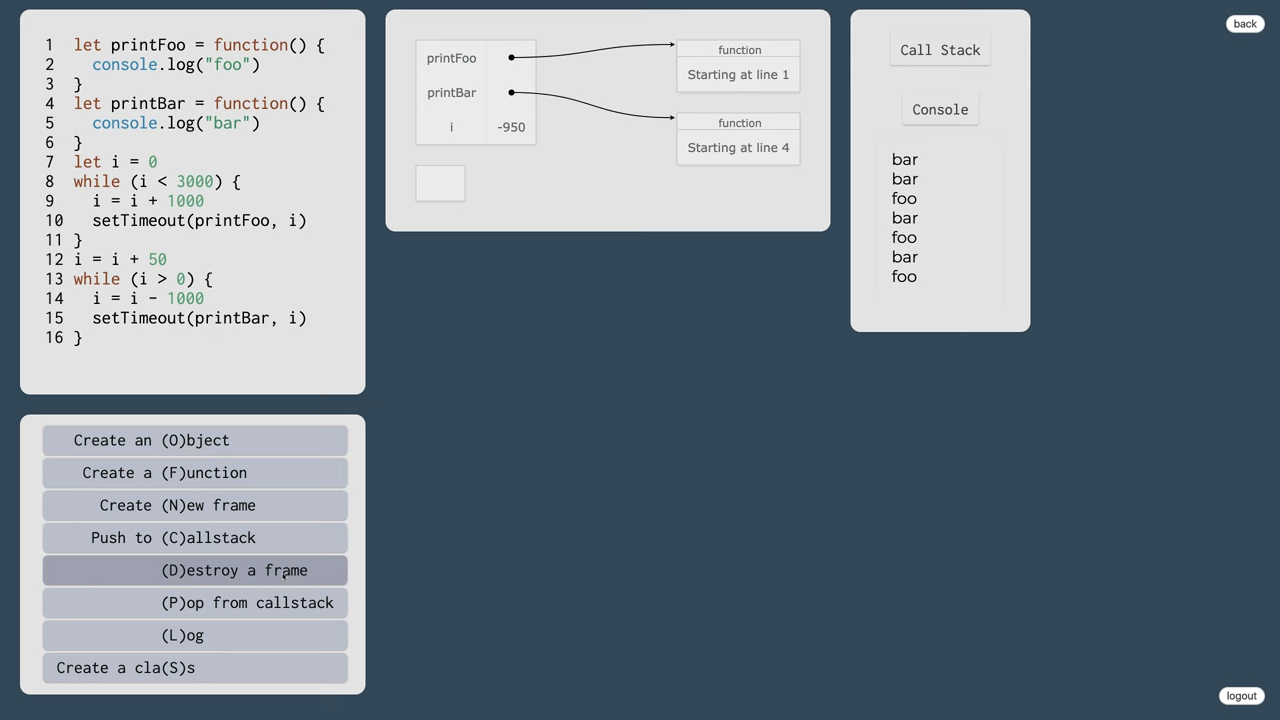 1 let printFoo = function() {
2 console.log("foo")
3 }
4 let printBar = function() {
5 console.log("bar")
6 }
7 let i = 0
8 while (i < 3000) {
9 i = i + 1000
10 setTimeout(printFoo, i)
11 }
12 i = i + 50
13 while (i > 0) {
14 i = i - 1000
15 setTimeout(printBar, i)
16 }
Create an (O)bject
Create a (F)unction
Create (N)ew frame
Push to (C)allstack
(D)estroy a frame
(P)op from callstack
(L)og
Create a cla(S)s
printFoo
printBar
i -950
function
Starting at line 1
function
Starting at line 4
Call Stack
Console
bar
bar
foo
bar
foo
bar
foo
back
logout